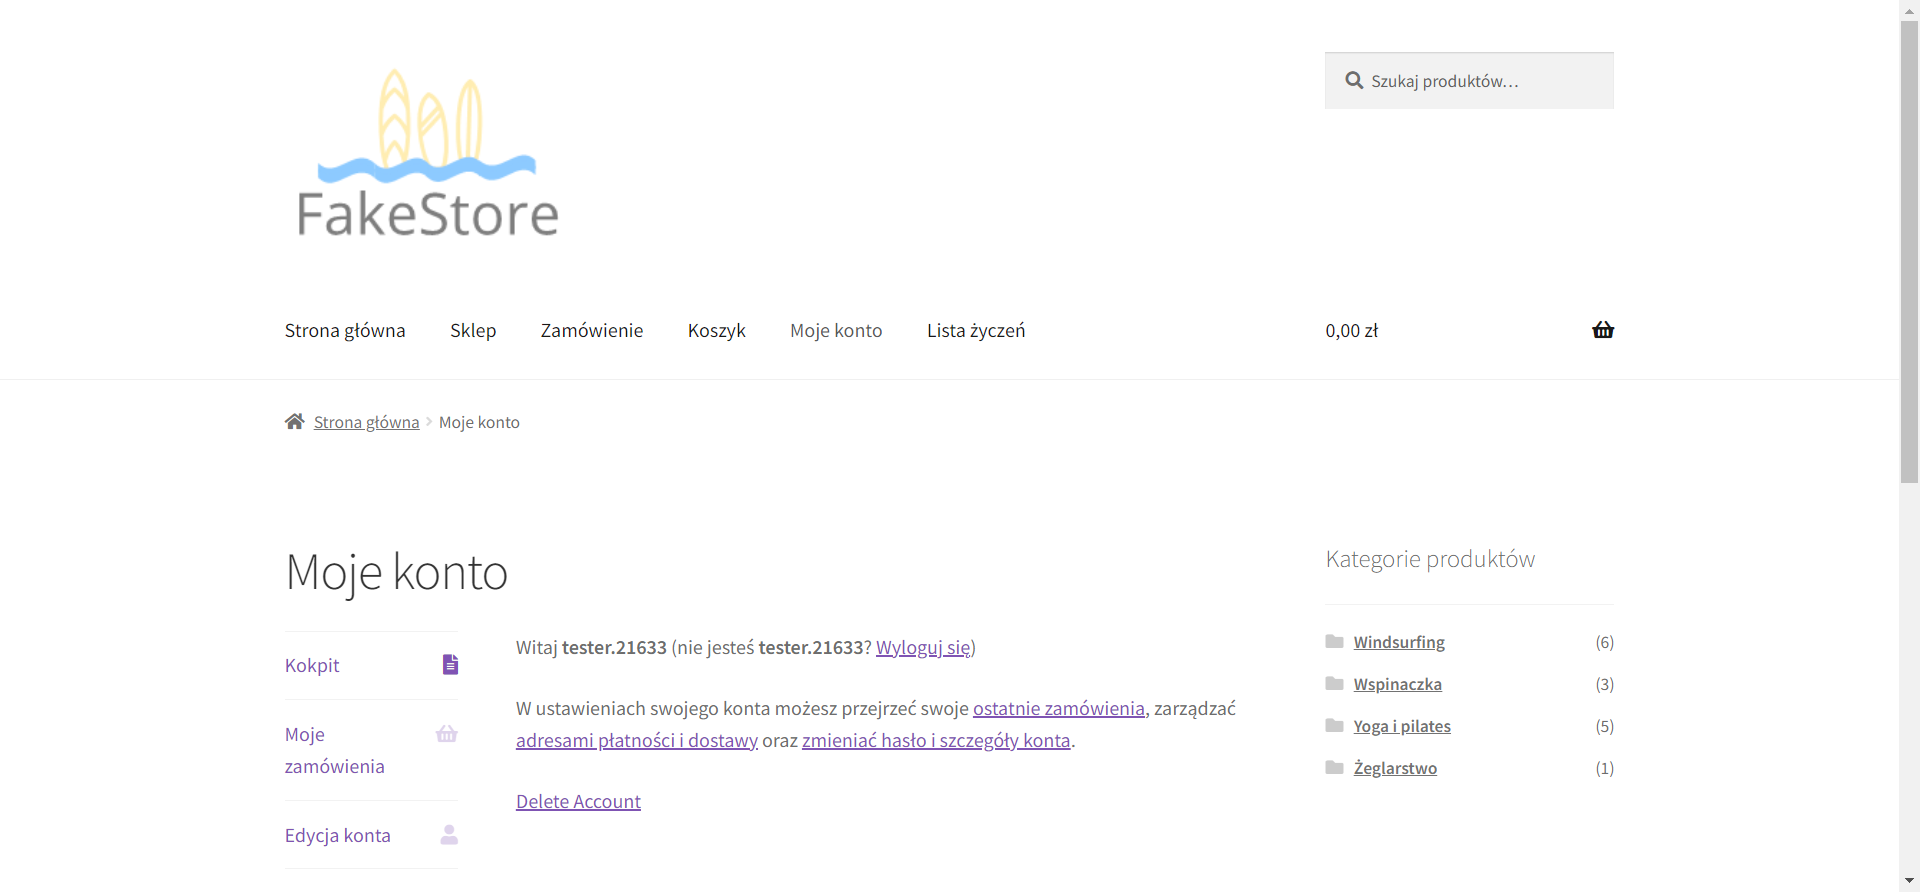 FakeStore
Szukaj produktów…
Strona główna
Sklep
Zamówienie
Koszyk
Moje konto
Lista życzeń
0,00 zł
Strona główna
Moje konto
Moje konto
Kokpit
Moje
zamówienia
Edycja konta
Witaj tester.21633 (nie jesteś tester.21633? Wyloguj się)
W ustawieniach swojego konta możesz przejrzeć swoje ostatnie zamówienia, zarządzać
adresami płatności i dostawy oraz zmieniać hasło i szczegóły konta.
Delete Account
Kategorie produktów
Windsurfing (6)
Wspinaczka (3)
Yoga i pilates (5)
Żeglarstwo (1)